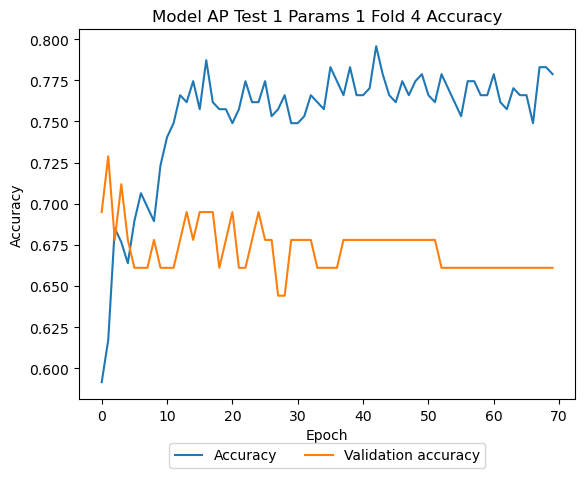 Model AP Test 1 Params 1 Fold 4 Accuracy
0.800
0.775
0.750
0.725
0.700
0.675
0.650
0.625
0.600
Accuracy
0 10 20 30 40 50 60 70
Epoch
Accuracy Validation accuracy